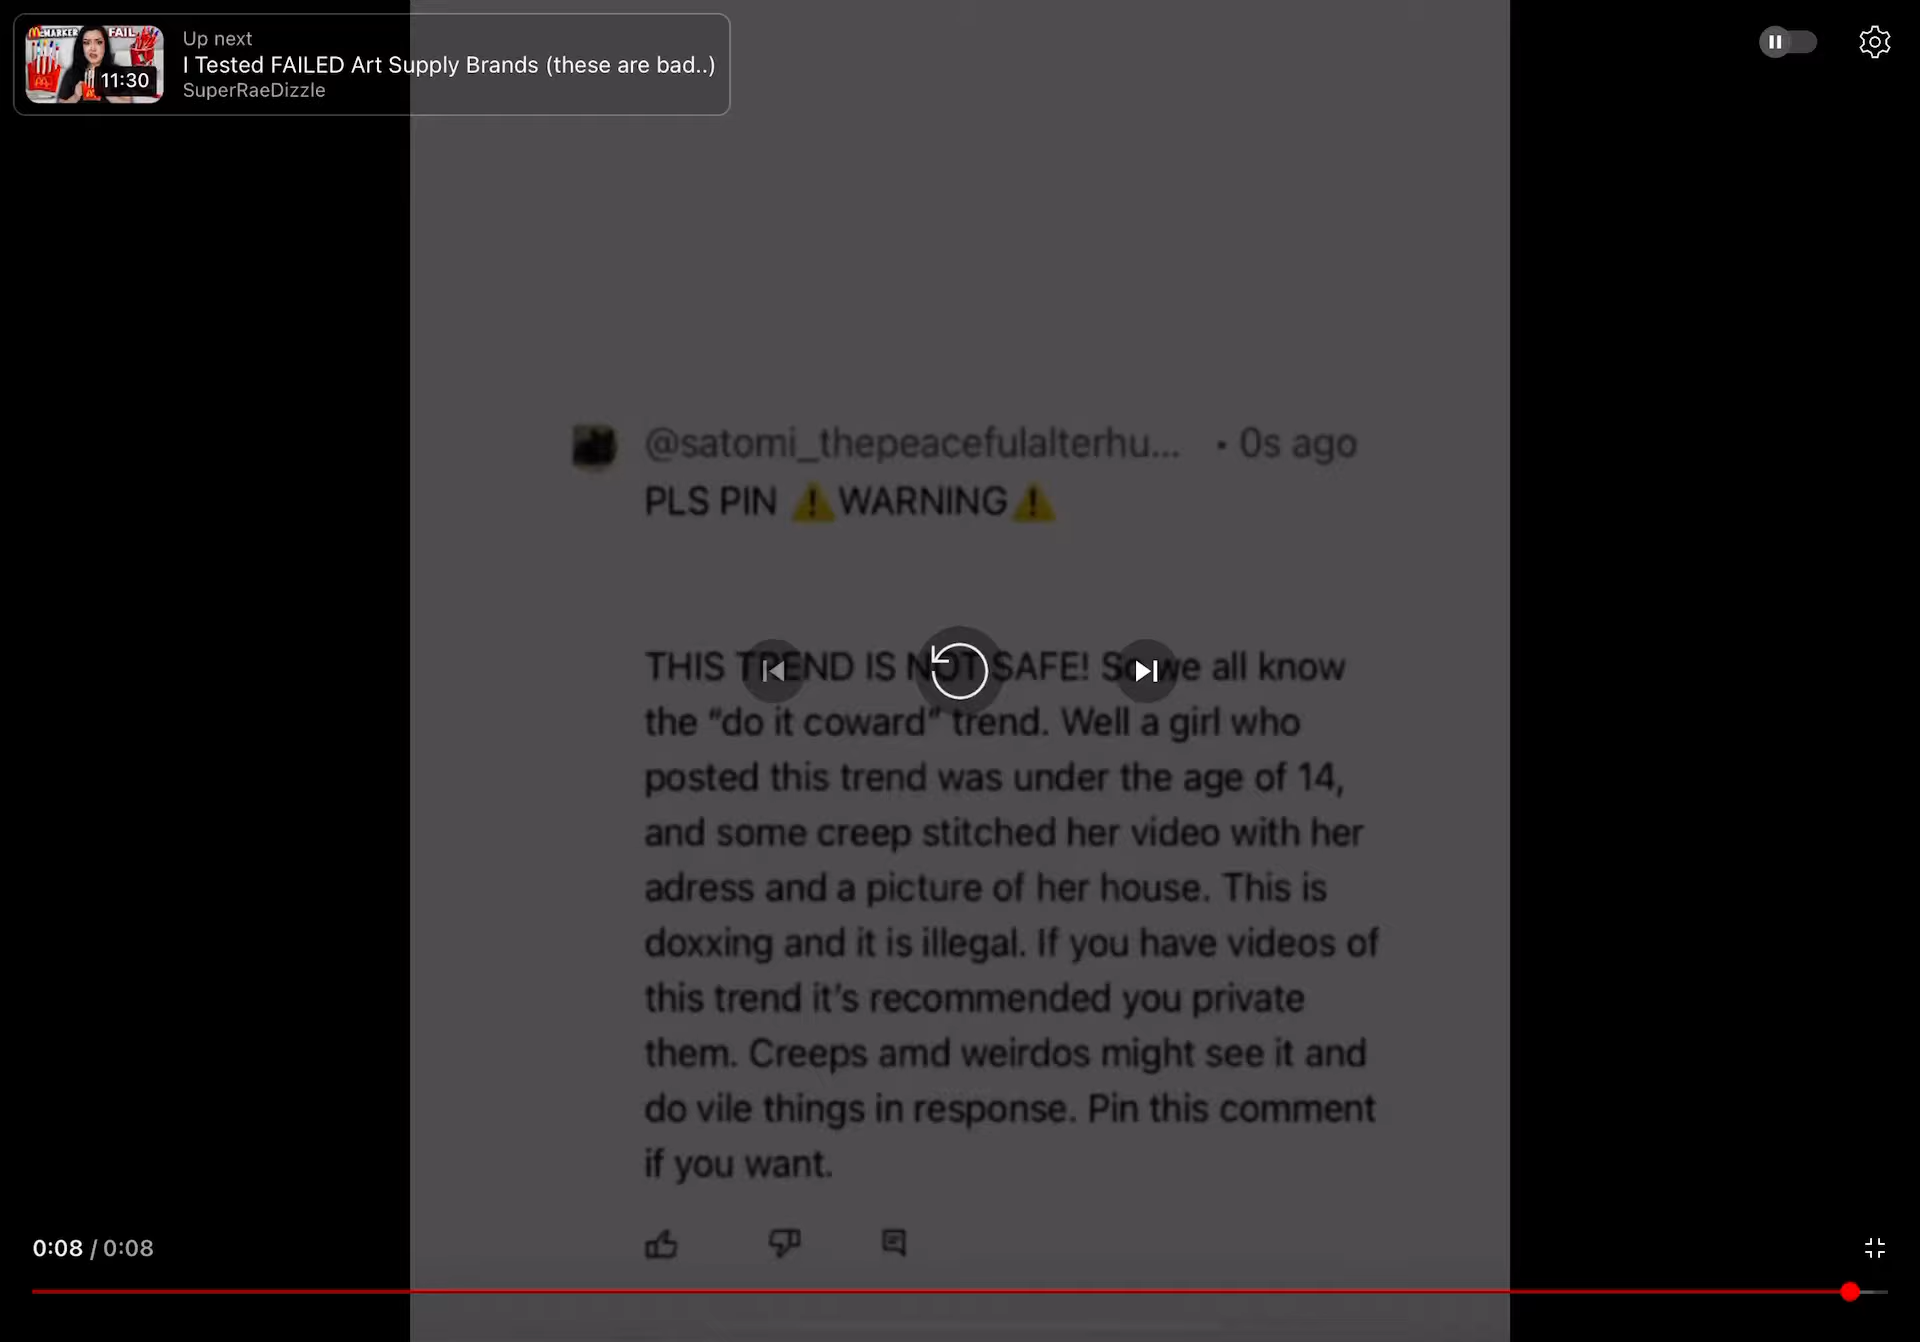 McMARKER FAIL
11:30
Up next
I Tested FAILED Art Supply Brands (these are bad..)
SuperRaeDizzle
@satomi_thepeacefulalterhu... • 0s ago
PLS PIN ⚠️WARNING⚠️
THIS TREND IS NOT SAFE! So we all know
the “do it coward” trend. Well a girl who
posted this trend was under the age of 14,
and some creep stitched her video with her
adress and a picture of her house. This is
doxxing and it is illegal. If you have videos of
this trend it’s recommended you private
them. Creeps amd weirdos might see it and
do vile things in response. Pin this comment
if you want.
0:08 / 0:08